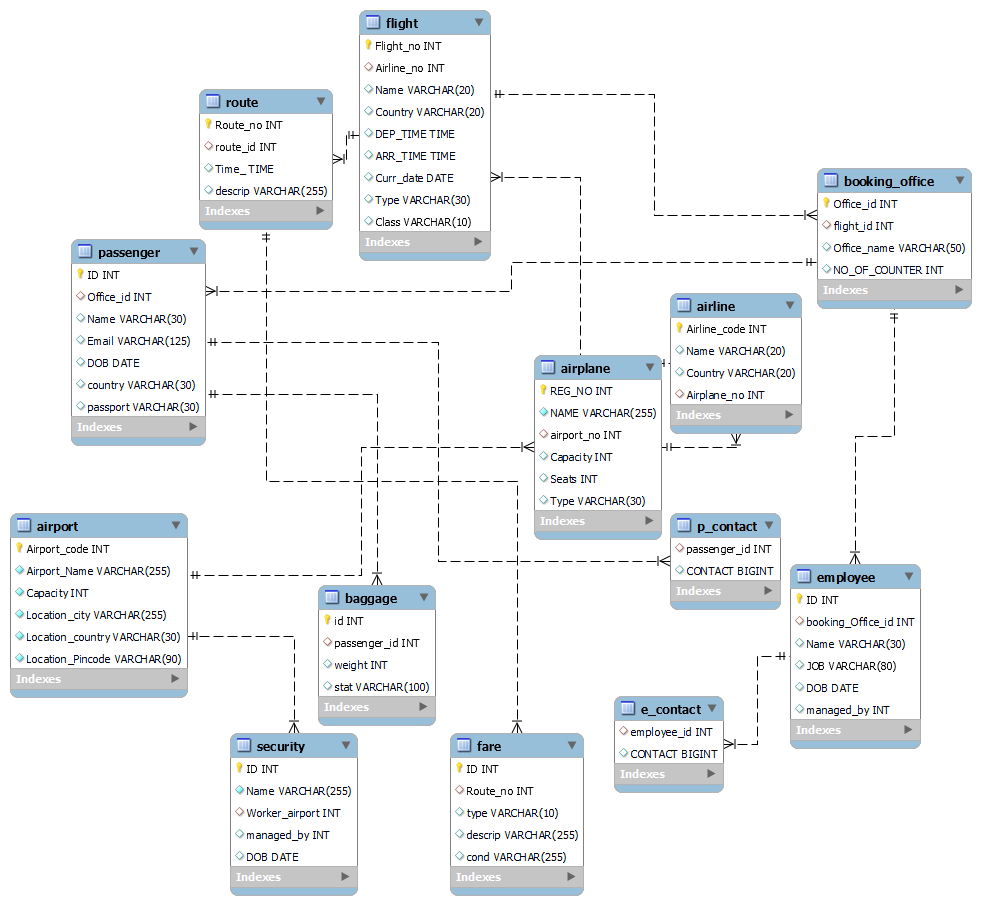 flight
Flight_no INT
Airline_no INT
Name VARCHAR(20)
Country VARCHAR(20)
DEP_TIME TIME
ARR_TIME TIME
Curr_date DATE
Type VARCHAR(30)
Class VARCHAR(10)
Indexes
route
Route_no INT
route_id INT
Time_ TIME
descrip VARCHAR(255)
Indexes
booking_office
Office_id INT
flight_id INT
Office_name VARCHAR(50)
NO_OF_COUNTER INT
Indexes
passenger
ID INT
Office_id INT
Name VARCHAR(30)
Email VARCHAR(125)
DOB DATE
country VARCHAR(30)
passport VARCHAR(30)
Indexes
airline
Airline_code INT
Name VARCHAR(20)
Country VARCHAR(20)
Airplane_no INT
Indexes
airplane
REG_NO INT
NAME VARCHAR(255)
airport_no INT
Capacity INT
Seats INT
Type VARCHAR(30)
Indexes
airport
Airport_code INT
Airport_Name VARCHAR(255)
Capacity INT
Location_city VARCHAR(255)
Location_country VARCHAR(30)
Location_Pincode VARCHAR(90)
Indexes
p_contact
passenger_id INT
CONTACT BIGINT
Indexes
employee
ID INT
booking_Office_id INT
Name VARCHAR(30)
JOB VARCHAR(80)
DOB DATE
managed_by INT
Indexes
baggage
id INT
passenger_id INT
weight INT
stat VARCHAR(100)
Indexes
e_contact
employee_id INT
CONTACT BIGINT
Indexes
security
ID INT
Name VARCHAR(255)
Worker_airport INT
managed_by INT
DOB DATE
Indexes
fare
ID INT
Route_no INT
type VARCHAR(10)
descrip VARCHAR(255)
cond VARCHAR(255)
Indexes